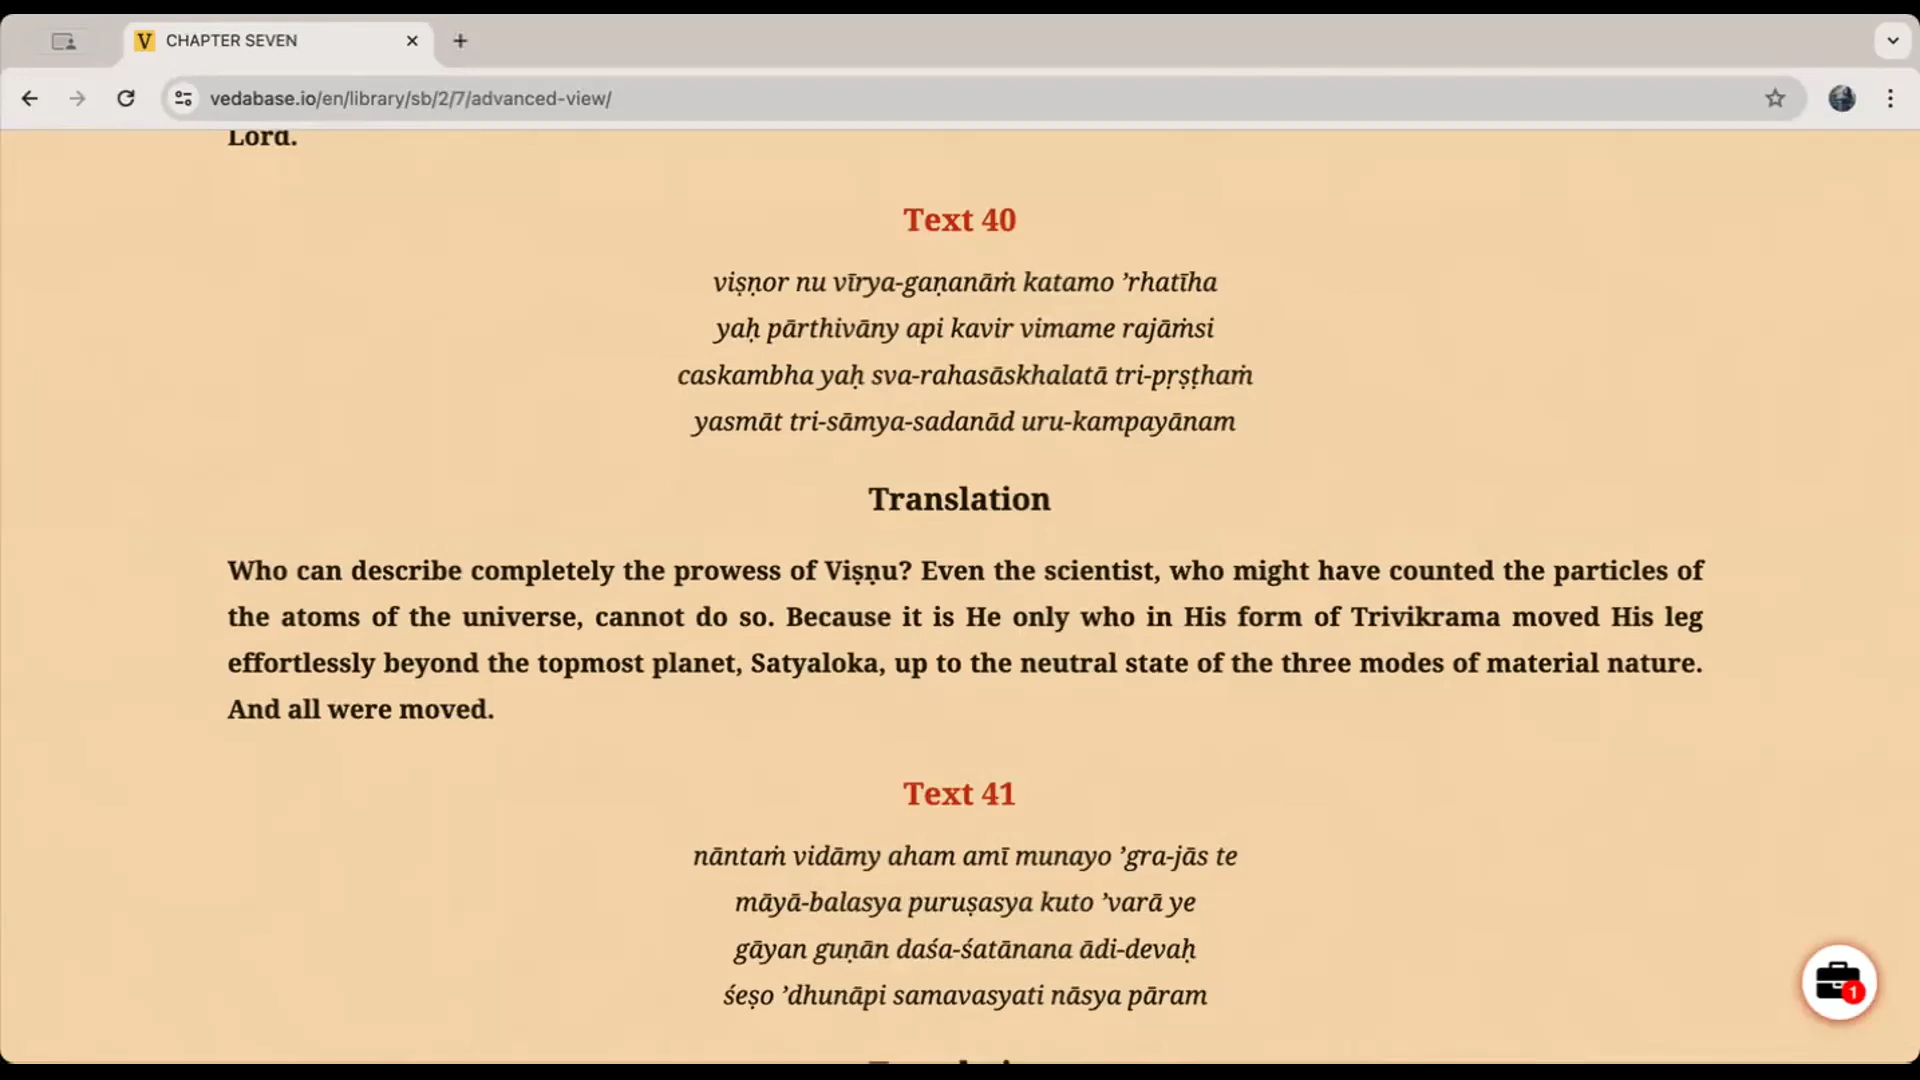 V CHAPTER SEVEN
vedabase.io/en/library/sb/2/7/advanced-view/
Lord.
Text 40
viṣṇor nu vīrya-gaṇanāṁ katamo ’rhatīha
yaḥ pārthivāny api kavir vimame rajāṁsi
caskambha yaḥ sva-rahasāskhalatā tri-pṛṣṭhaṁ
yasmāt tri-sāmya-sadanād uru-kampayānam
Translation
Who can describe completely the prowess of Viṣṇu? Even the scientist, who might have counted the particles of
the atoms of the universe, cannot do so. Because it is He only who in His form of Trivikrama moved His leg
effortlessly beyond the topmost planet, Satyaloka, up to the neutral state of the three modes of material nature.
And all were moved.
Text 41
nāntaṁ vidāmy aham amī munayo ’gra-jās te
māyā-balasya puruṣasya kuto ’varā ye
gāyan guṇān daśa-śatānana ādi-devaḥ
śeṣo ’dhunāpi samavasyati nāsya pāram
1